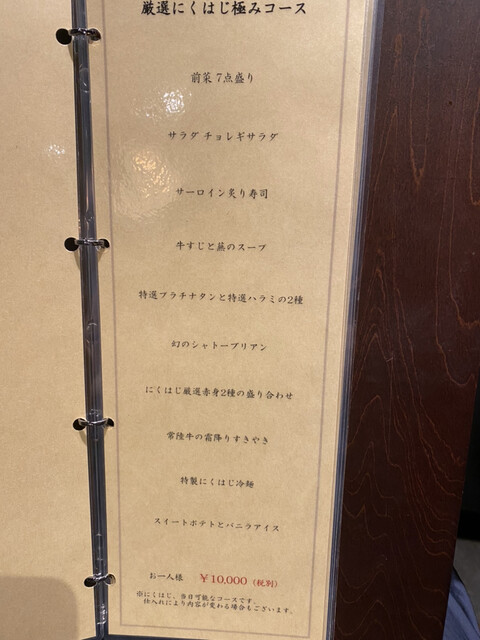 厳選にくはじ極みコース
前菜 7点盛り
サラダ チョレギサラダ
サーロイン炙り寿司
牛すじと蕪のスープ
特選プラチナタンと特選ハラミの2種
幻のシャトーブリアン
にくはじ厳選赤身2種の盛り合わせ
常陸牛の霜降りすきやき
特製にくはじ冷麺
スイートポテトとバニラアイス
お一人様 ￥10,000（税別）
※にくはじ、当日可能なコースです。
仕入れにより内容が変わる場合もございます。